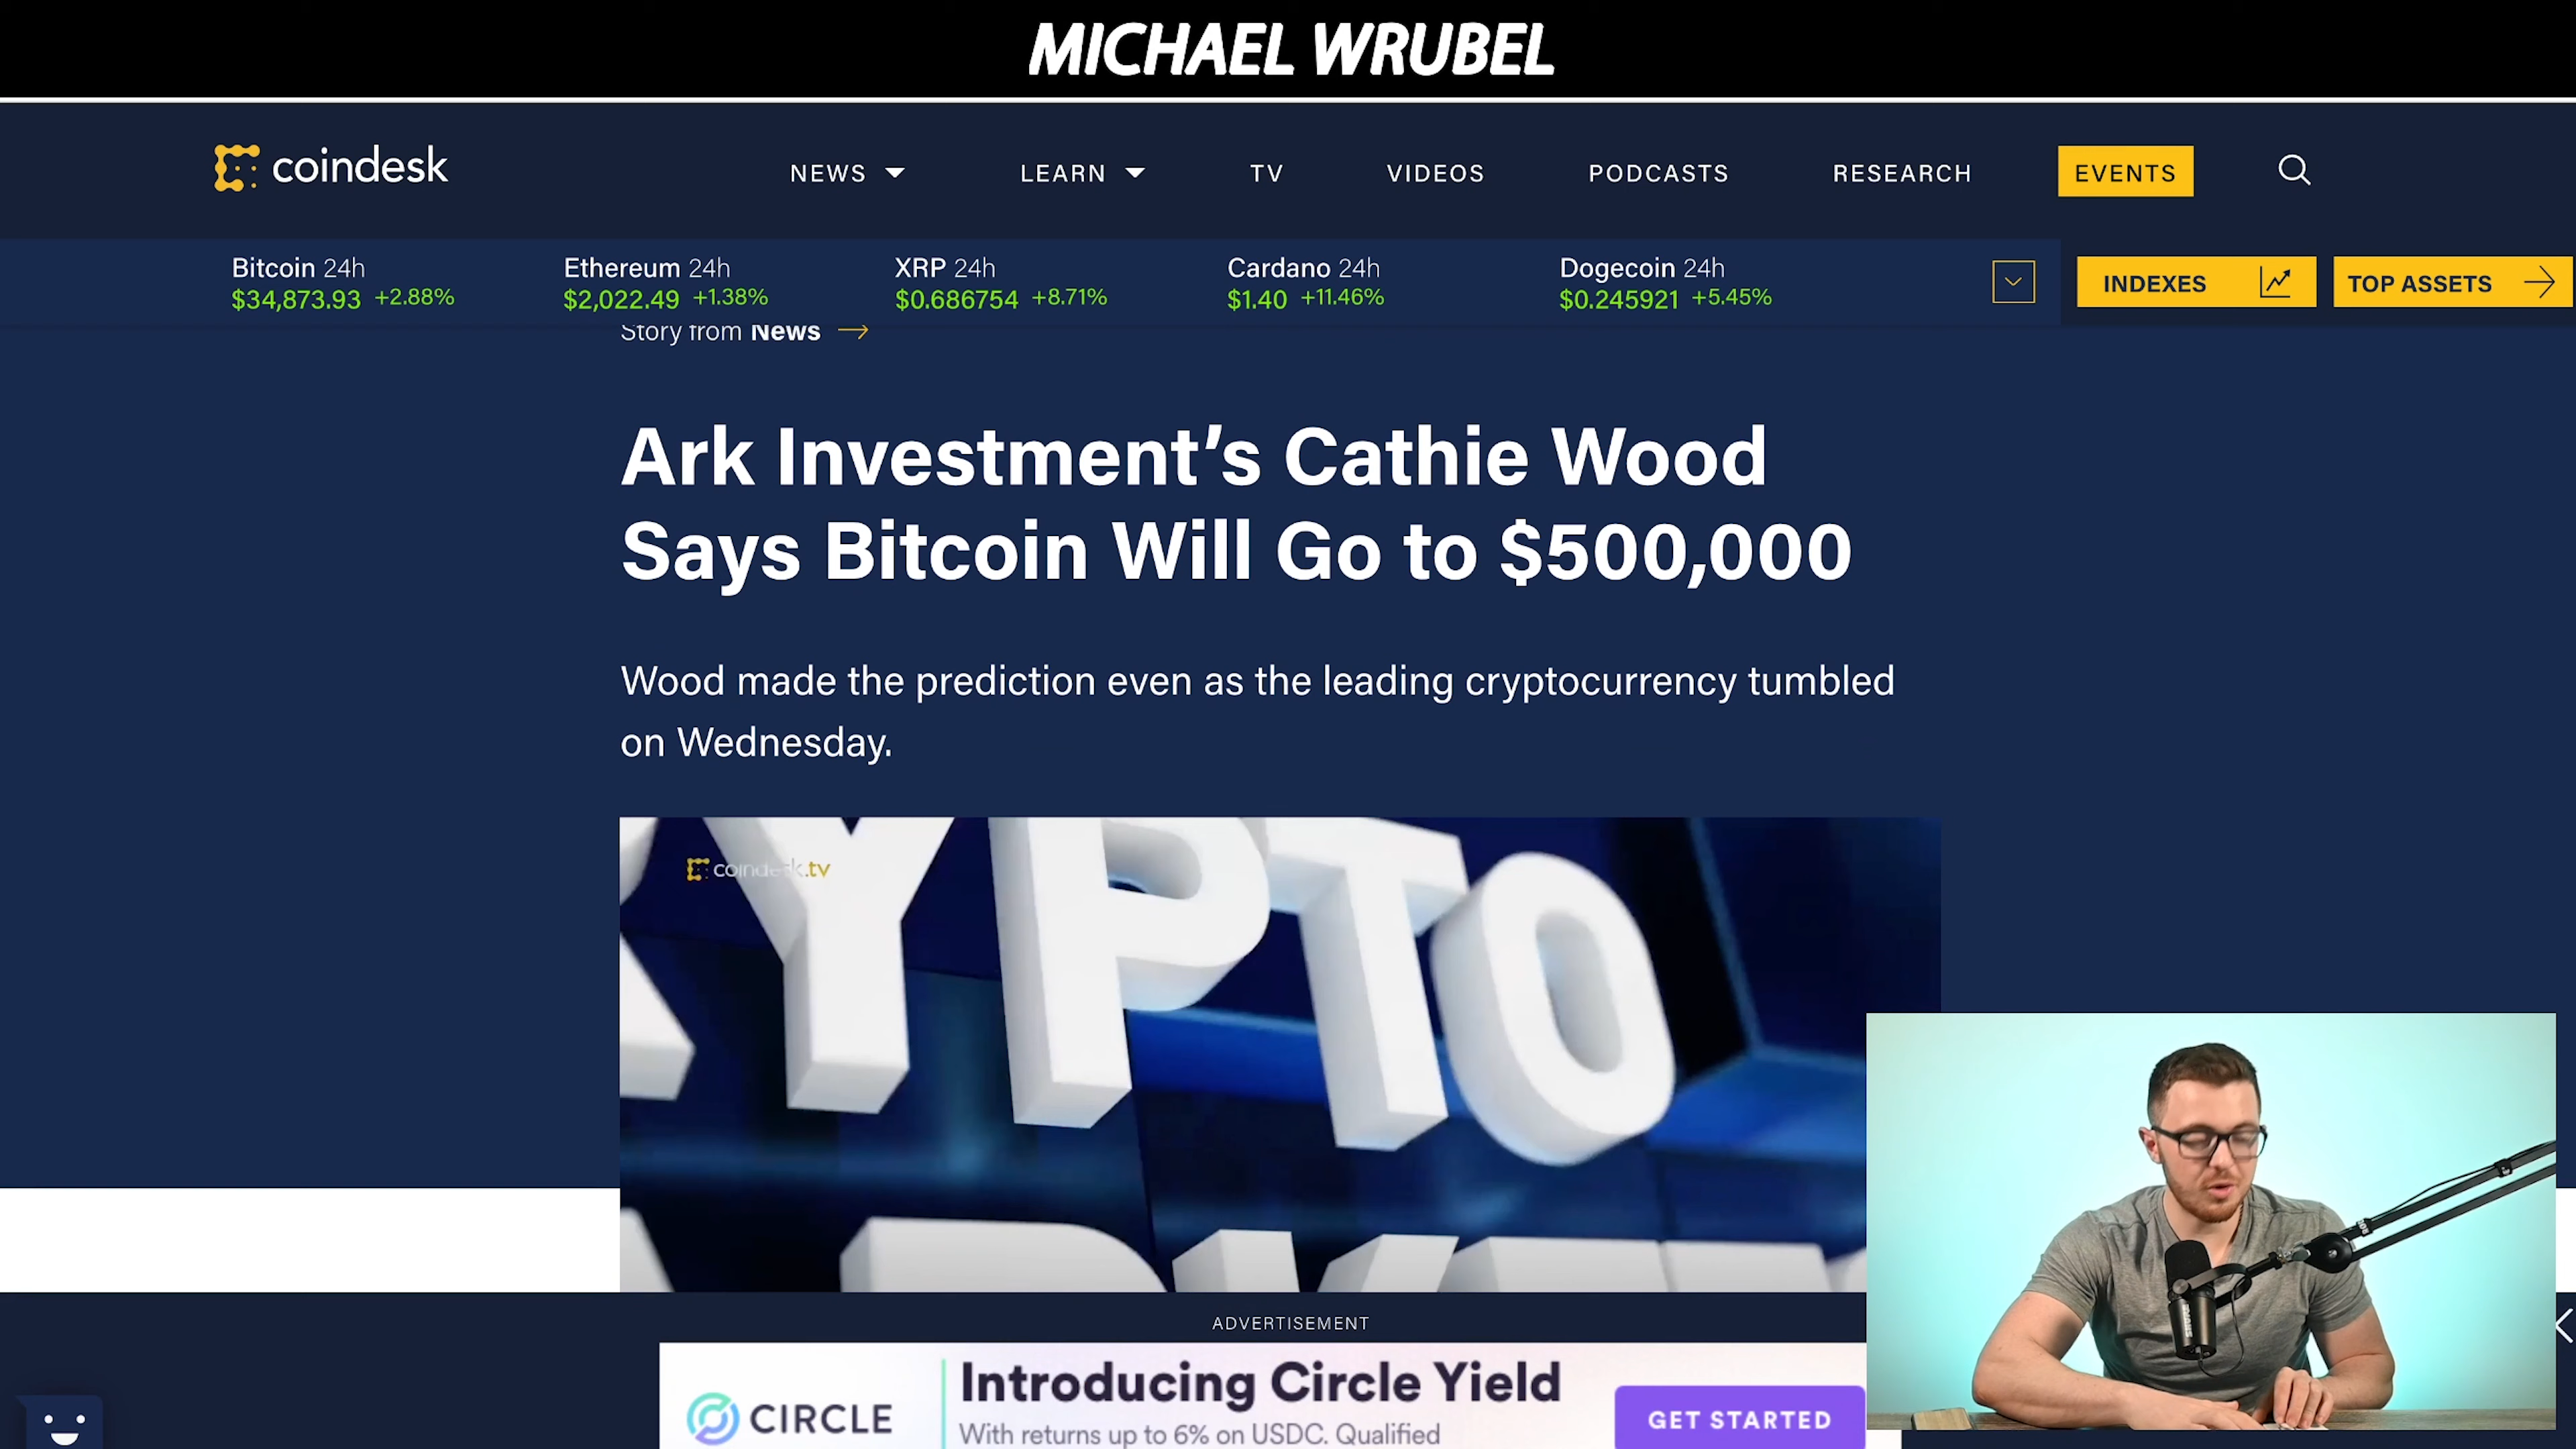 MICHAEL WRUBEL
coindesk
NEWS LEARN TV VIDEOS PODCASTS RESEARCH EVENTS
Bitcoin 24h Ethereum 24h XRP 24h Cardano 24h Dogecoin 24h
$34,873.93 +2.88% $2,022.49 +1.38% $0.686754 +8.71% $1.40 +11.46% $0.245921 +5.45%
INDEXES TOP ASSETS
Story from News
Ark Investment’s Cathie Wood
Says Bitcoin Will Go to $500,000
Wood made the prediction even as the leading cryptocurrency tumbled
on Wednesday.
coindesk.tv
YPTO
ADVERTISEMENT
CIRCLE
Introducing Circle Yield
With returns up to 6% on USDC. Qualified
GET STARTED